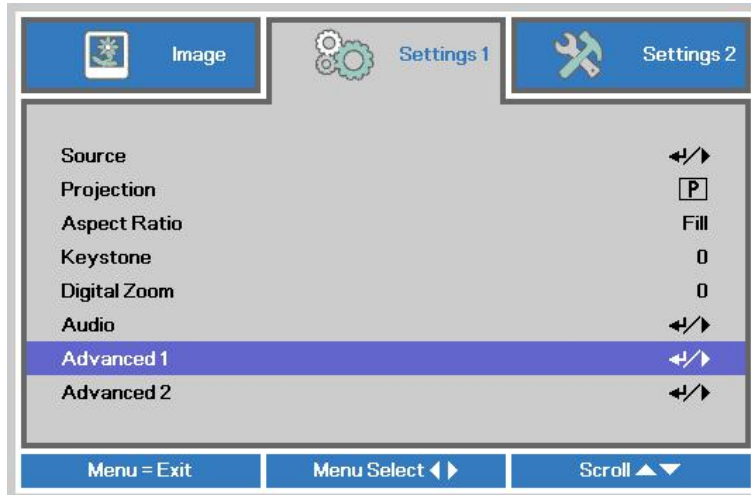 Image Settings 1 Settings 2
Source
Projection P
Aspect Ratio Fill
Keystone 0
Digital Zoom 0
Audio
Advanced 1
Advanced 2
Menu = Exit Menu Select Scroll